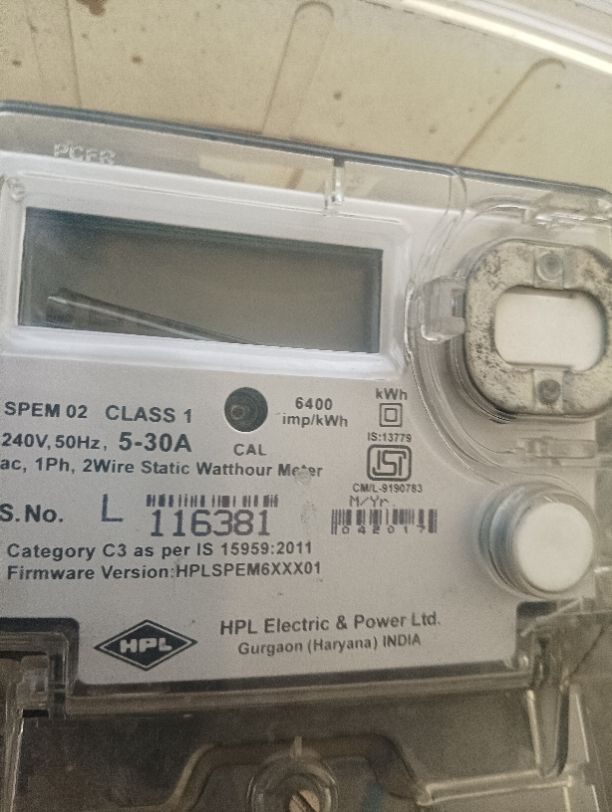 SPEM 02 CLASS 1
240V, 50Hz, 5-30A
ac, 1Ph, 2Wire Static Watthour Meter
CAL
6400
imp/kWh
kWh
IS:13779
ISI
CM/L-9190783
M/Yr.
042017
S.No. L 116381
Category C3 as per IS 15959:2011
Firmware Version:HPLSPEM6XXX01
HPL
HPL Electric & Power Ltd.
Gurgaon (Haryana) INDIA